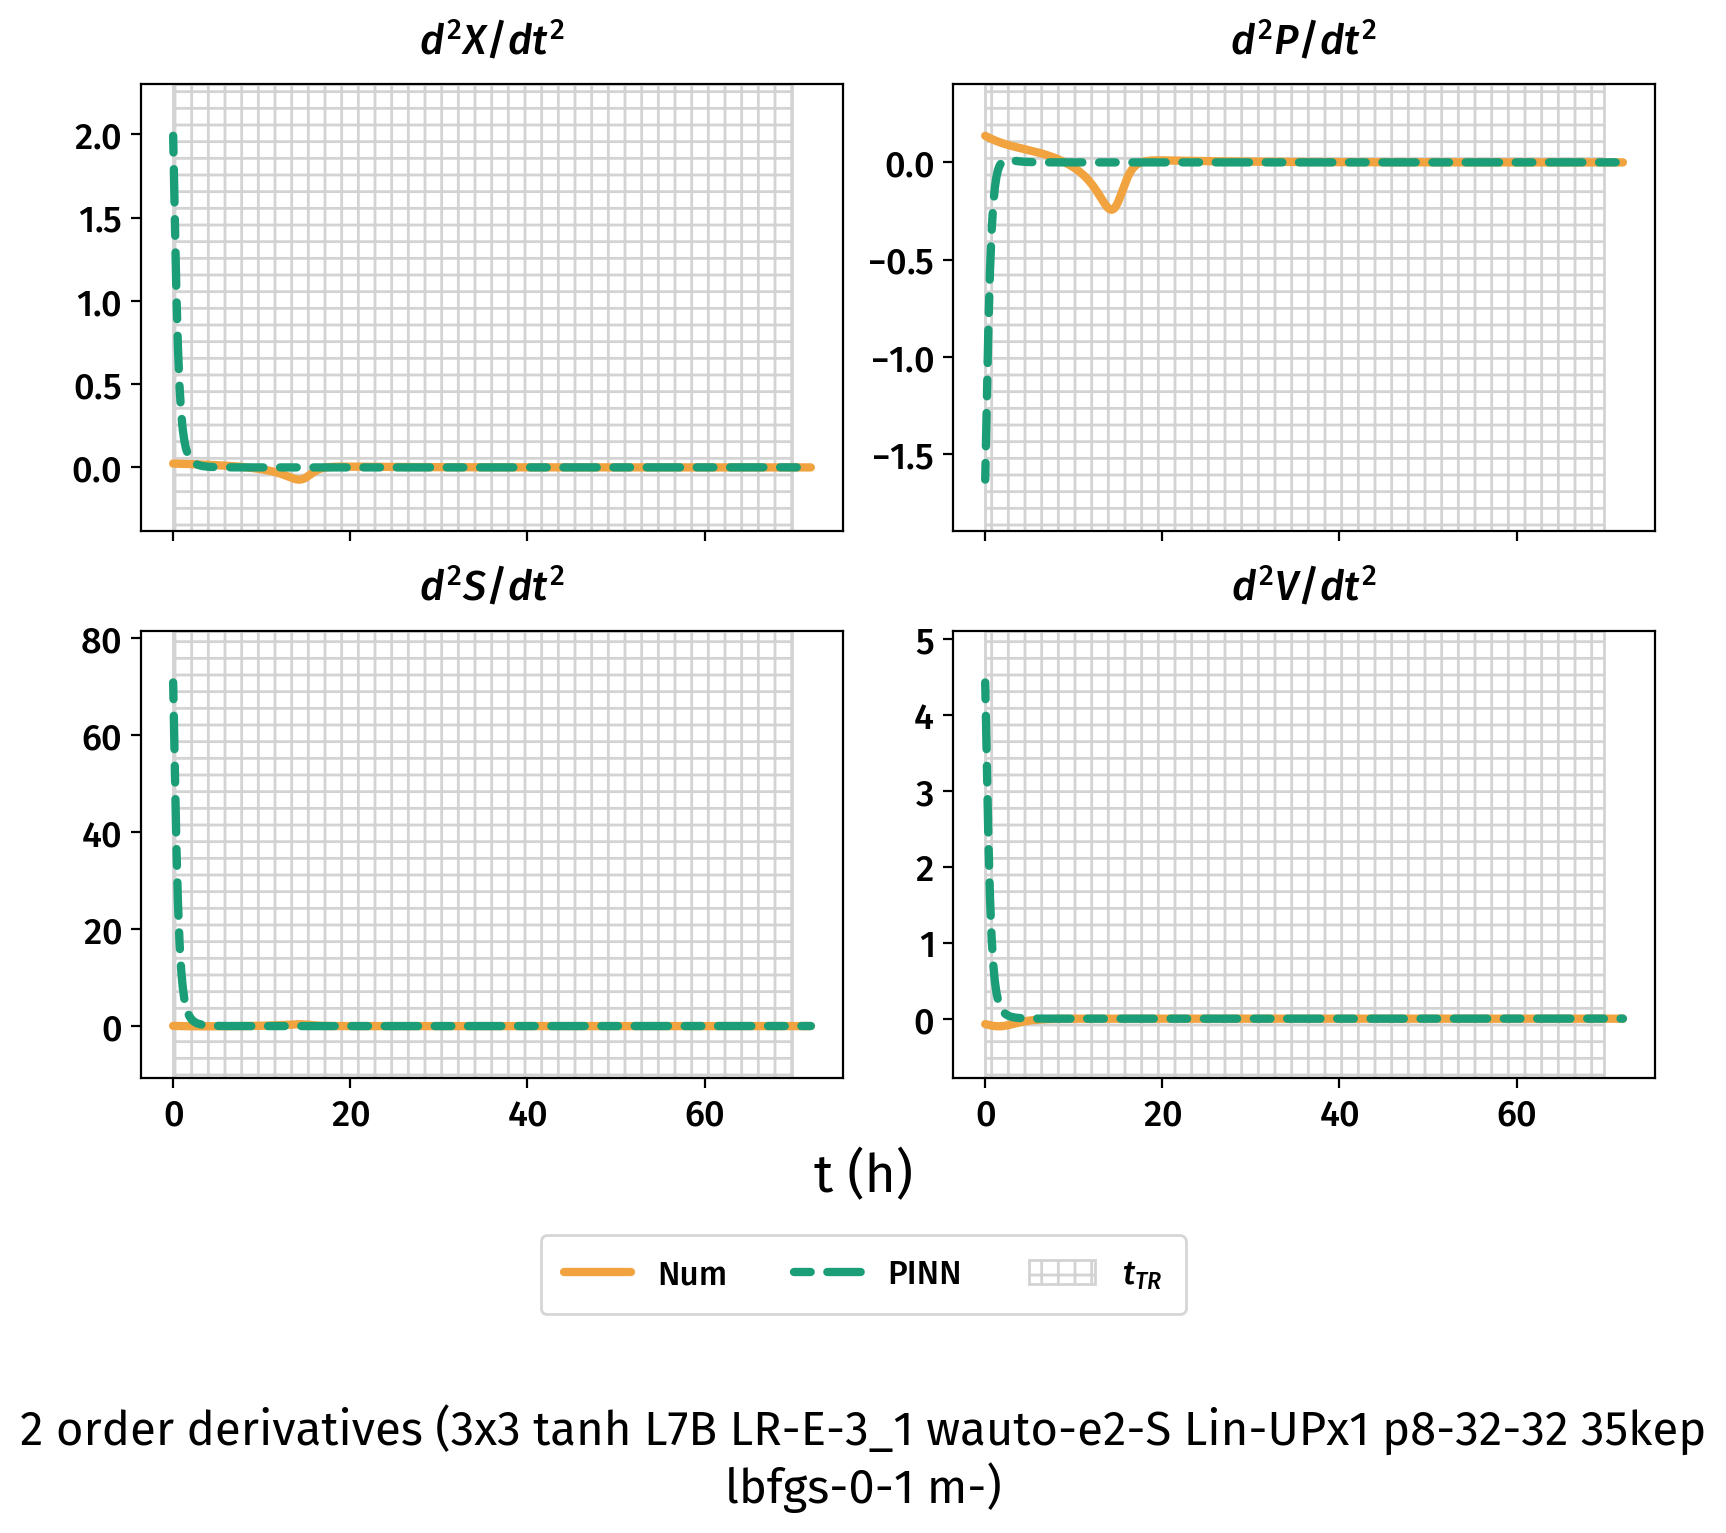 d²X/dt²
d²P/dt²
2.0
1.5
1.0
0.5
0.0
0.0
−0.5
−1.0
−1.5
d²S/dt²
d²V/dt²
80
60
40
20
0
5
4
3
2
1
0
0 20 40 60
0 20 40 60
t (h)
Num PINN t_TR
2 order derivatives (3x3 tanh L7B LR-E-3_1 wauto-e2-S Lin-UPx1 p8-32-32 35kep
lbfgs-0-1 m-)